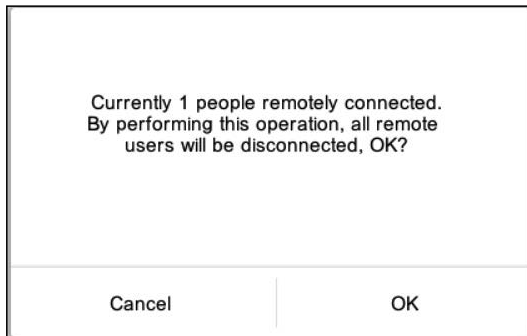 Currently 1 people remotely connected.
By performing this operation, all remote
users will be disconnected, OK?
Cancel
OK